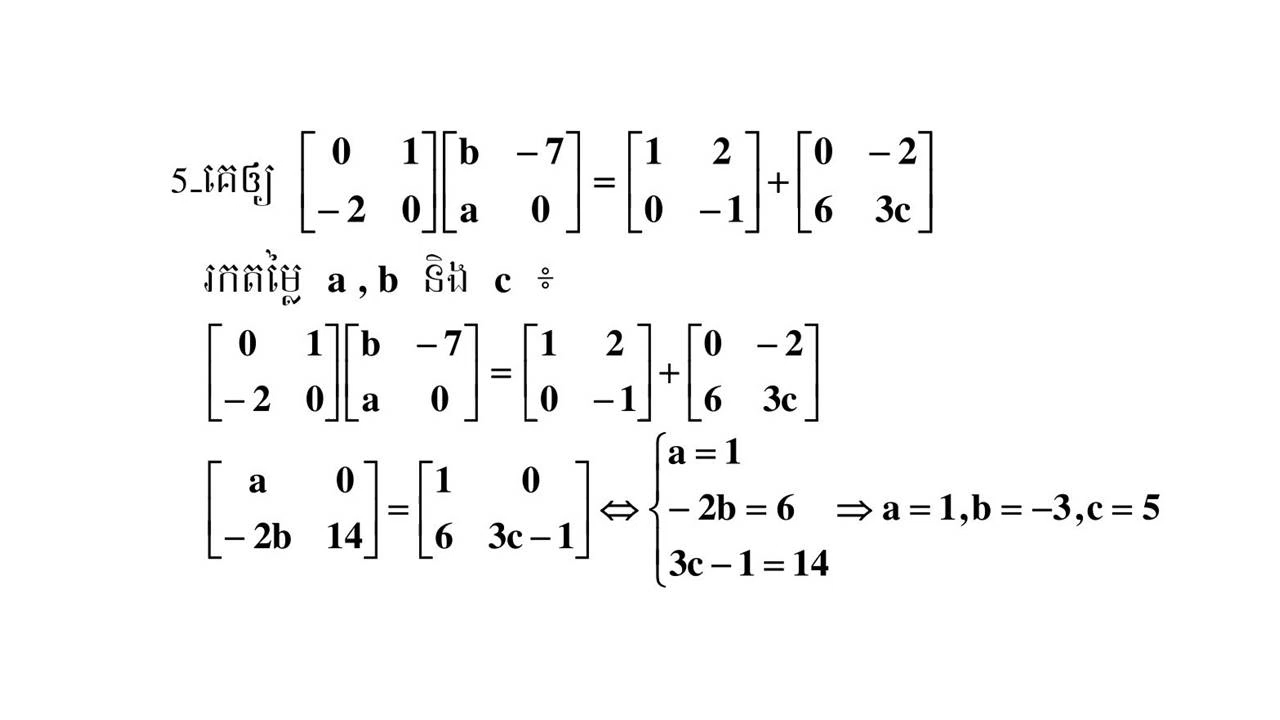 5_គេឲ្យ [0 1; −2 0][b −7; a 0] = [1 2; 0 −1] + [0 −2; 6 3c]
រកតម្លៃ a , b និង c ៖
[0 1; −2 0][b −7; a 0] = [1 2; 0 −1] + [0 −2; 6 3c]
[a 0; −2b 14] = [1 0; 6 3c − 1] ⇔ {a = 1; −2b = 6; 3c − 1 = 14 ⇒ a = 1,b = −3,c = 5